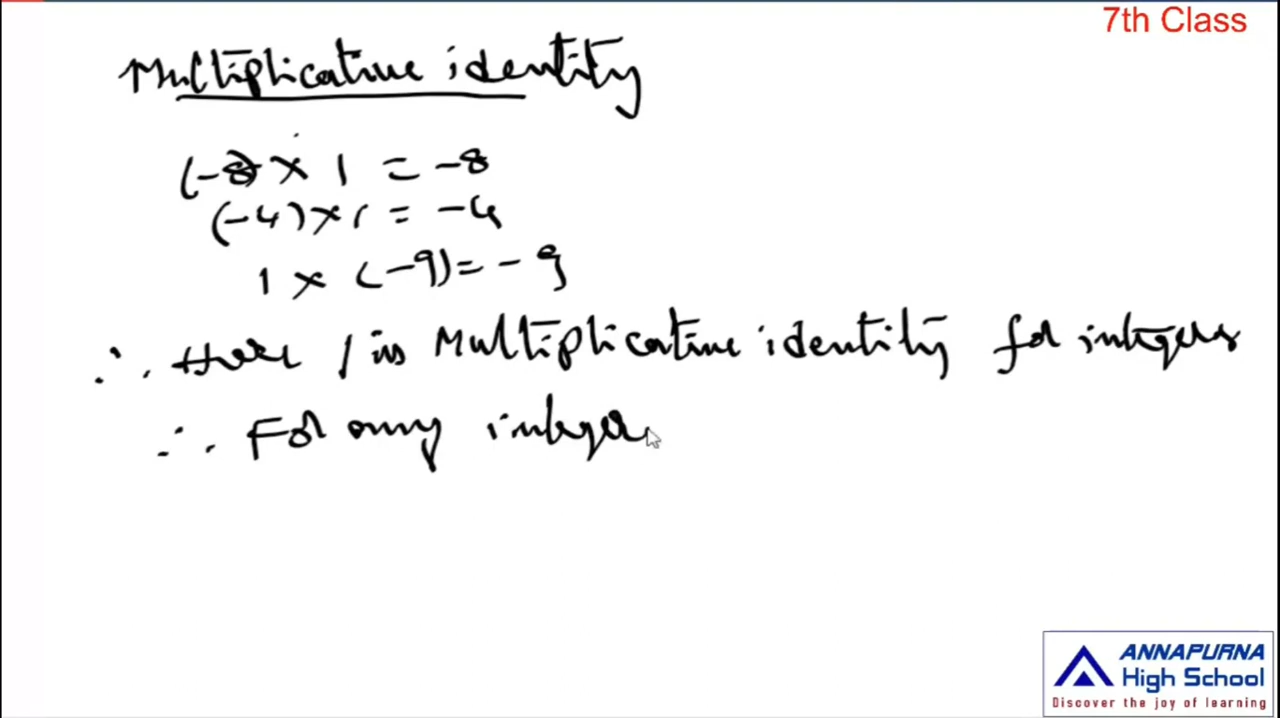 7th Class
Multiplicative identity
(-8) × 1 = -8
(-4) × 1 = -4
1 × (-9) = -9
∴ Here 1 is Multiplicative identity for integers
∴ For any integer
ANNAPURNA
High School
Discover the joy of learning